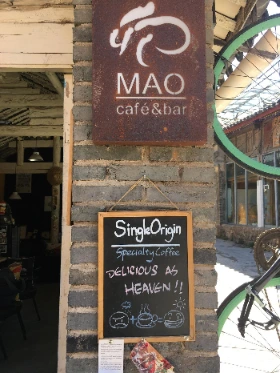 MAO
café&bar
SingleOrigin
Specialty Coffee
DELICIOUS AS
HEAVEN!!